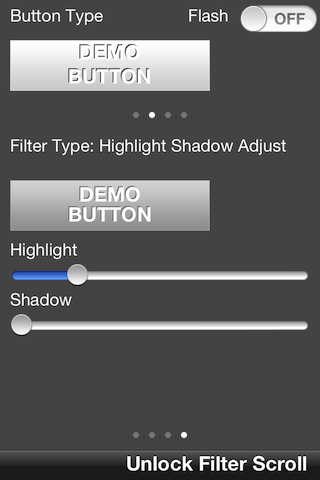 Button Type
Flash
OFF
DEMO
BUTTON
Filter Type: Highlight Shadow Adjust
DEMO
BUTTON
Highlight
Shadow
Unlock Filter Scroll